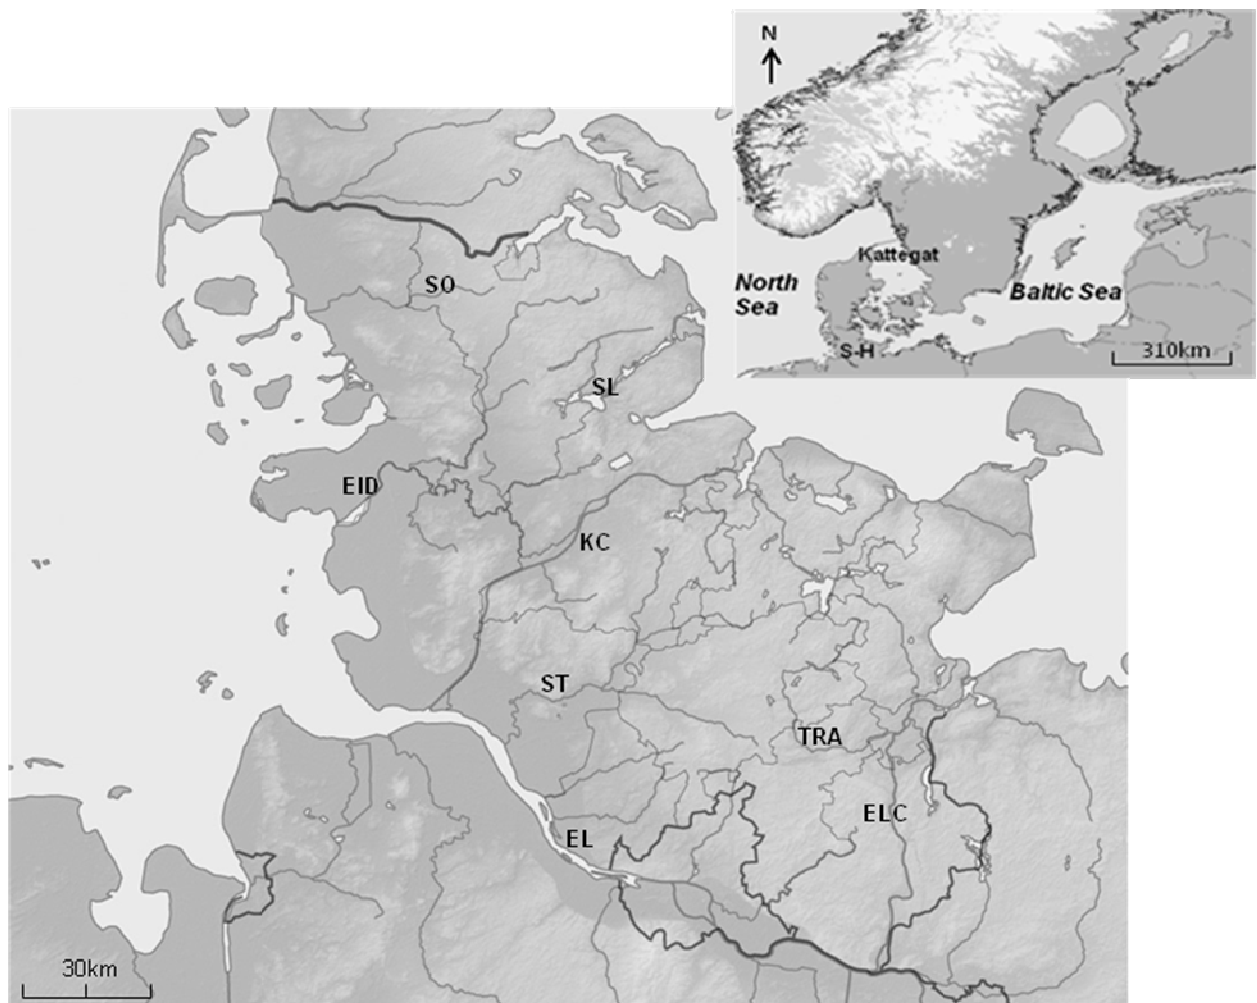 N
Kattegat
North
Sea
Baltic Sea
S-H
310km
SO
SL
EID
KC
ST
TRA
ELC
EL
30km